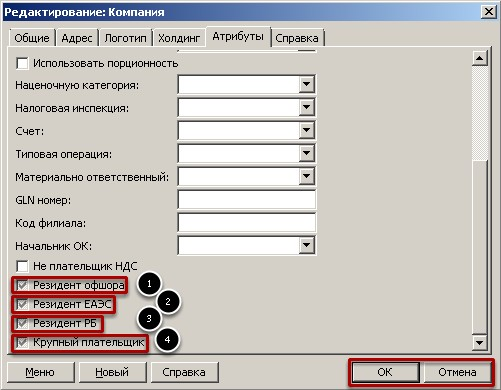 Редактирование: Компания
Общие Адрес Логотип Холдинг Атрибуты Справка
Использовать порционность
Наценочную категория:
Налоговая инспекция:
Счет:
Типовая операция:
Материально ответственный:
GLN номер:
Код филиала:
Начальник ОК:
Не плательщик НДС
Резидент офшора 1
Резидент ЕАЭС 2
Резидент РБ 3
Крупный плательщик 4
Меню Новый Справка ОК Отмена